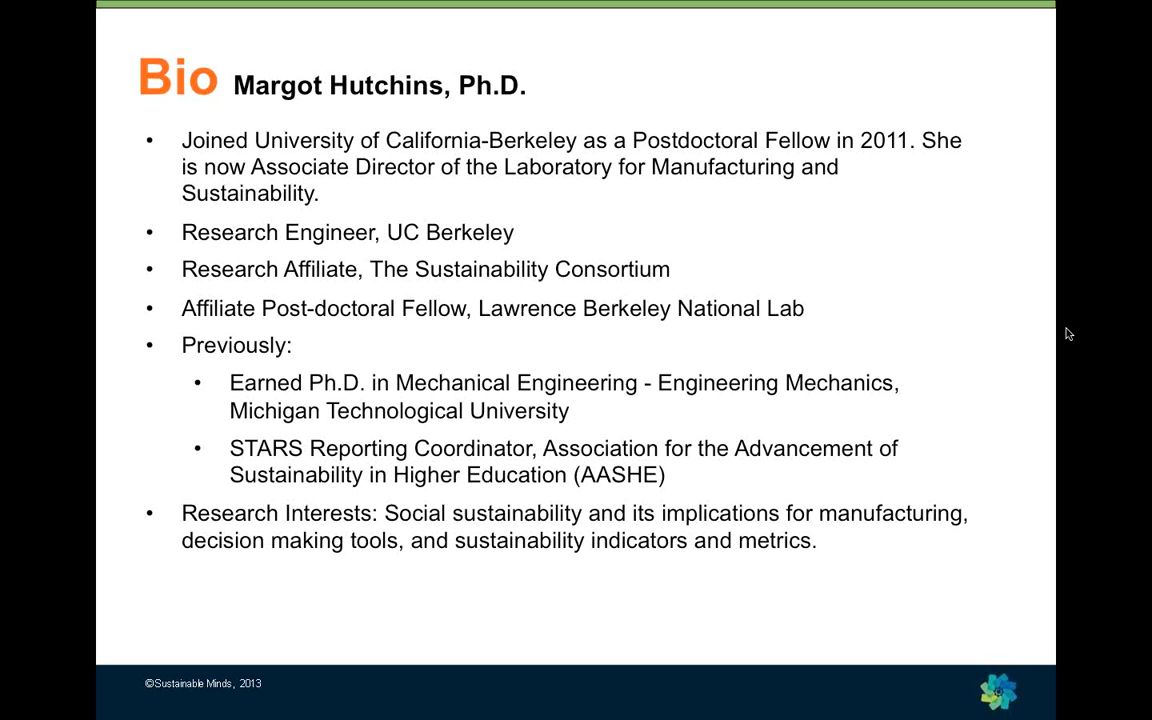 Bio Margot Hutchins, Ph.D.
• Joined University of California-Berkeley as a Postdoctoral Fellow in 2011. She
is now Associate Director of the Laboratory for Manufacturing and
Sustainability.
• Research Engineer, UC Berkeley
• Research Affiliate, The Sustainability Consortium
• Affiliate Post-doctoral Fellow, Lawrence Berkeley National Lab
• Previously:
• Earned Ph.D. in Mechanical Engineering - Engineering Mechanics,
Michigan Technological University
• STARS Reporting Coordinator, Association for the Advancement of
Sustainability in Higher Education (AASHE)
• Research Interests: Social sustainability and its implications for manufacturing,
decision making tools, and sustainability indicators and metrics.
©Sustainable Minds, 2013